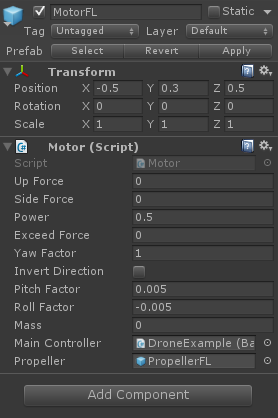 MotorFL Static
Tag Untagged Layer Default
Prefab Select Revert Apply
Transform
Position X -0.5 Y 0.3 Z 0.5
Rotation X 0 Y 0 Z 0
Scale X 1 Y 1 Z 1
Motor (Script)
Script Motor
Up Force 0
Side Force 0
Power 0.5
Exceed Force 0
Yaw Factor 1
Invert Direction
Pitch Factor 0.005
Roll Factor -0.005
Mass 0
Main Controller DroneExample (Ba
Propeller PropellerFL
Add Component